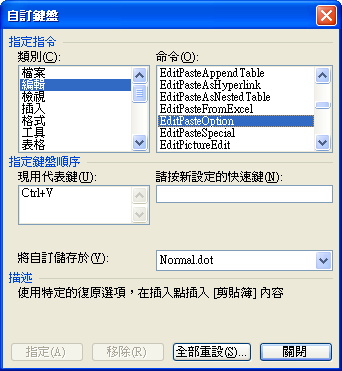 自訂鍵盤
指定指令
類別(C):
檔案
編輯
檢視
插入
格式
工具
表格
命令(O):
EditPasteAppendTable
EditPasteAsHyperlink
EditPasteAsNestedTable
EditPasteFromExcel
EditPasteOption
EditPasteSpecial
EditPictureEdit
指定鍵盤順序
現用代表鍵(U):
Ctrl+V
請按新設定的快速鍵(N):
將自訂儲存於(V):
Normal.dot
描述
使用特定的復原選項，在插入點插入 [剪貼簿] 內容
指定(A)
移除(R)
全部重設(S)...
關閉